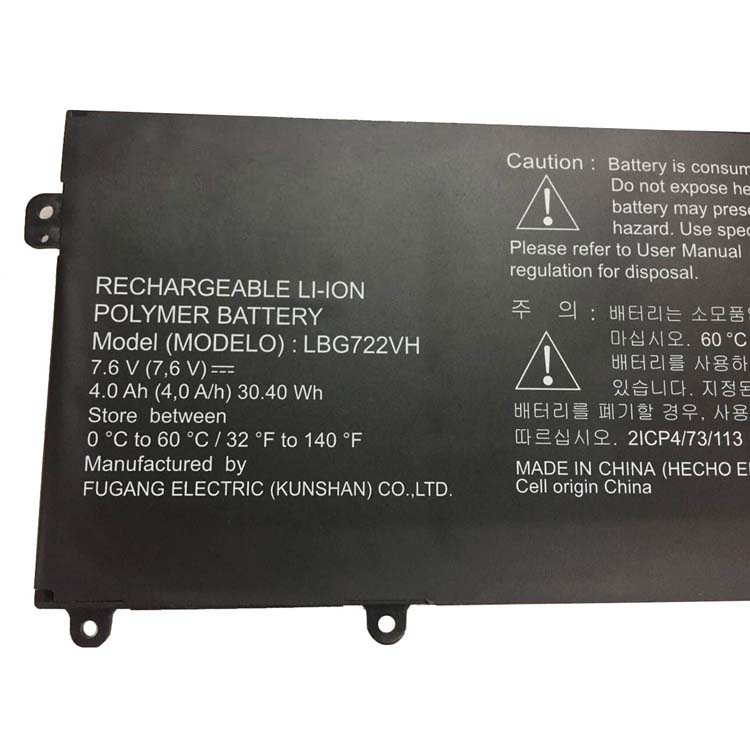 RECHARGEABLE LI-ION
POLYMER BATTERY
Model (MODELO) : LBG722VH
7.6 V (7,6 V)⎓
4.0 Ah (4,0 A/h) 30.40 Wh
Store between
0 °C to 60 °C / 32 °F to 140 °F
Manufactured by
FUGANG ELECTRIC (KUNSHAN) CO.,LTD.
Caution : Battery is consum
Do not expose he
battery may prese
hazard. Use spec
Please refer to User Manual
regulation for disposal.
주 의 : 배터리는 소모품
마십시오. 60 °C
배터리를 사용하
있습니다. 지정된
배터리를 폐기할 경우, 사용
따르십시오. 2ICP4/73/113
MADE IN CHINA (HECHO E
Cell origin China